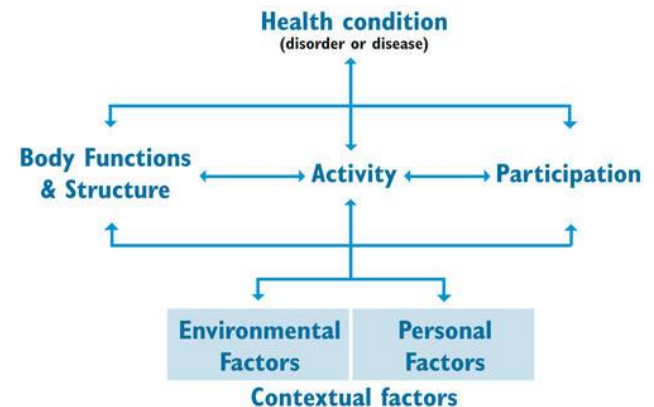 Health condition
(disorder or disease)
Body Functions
& Structure
Activity
Participation
Environmental
Factors
Personal
Factors
Contextual factors